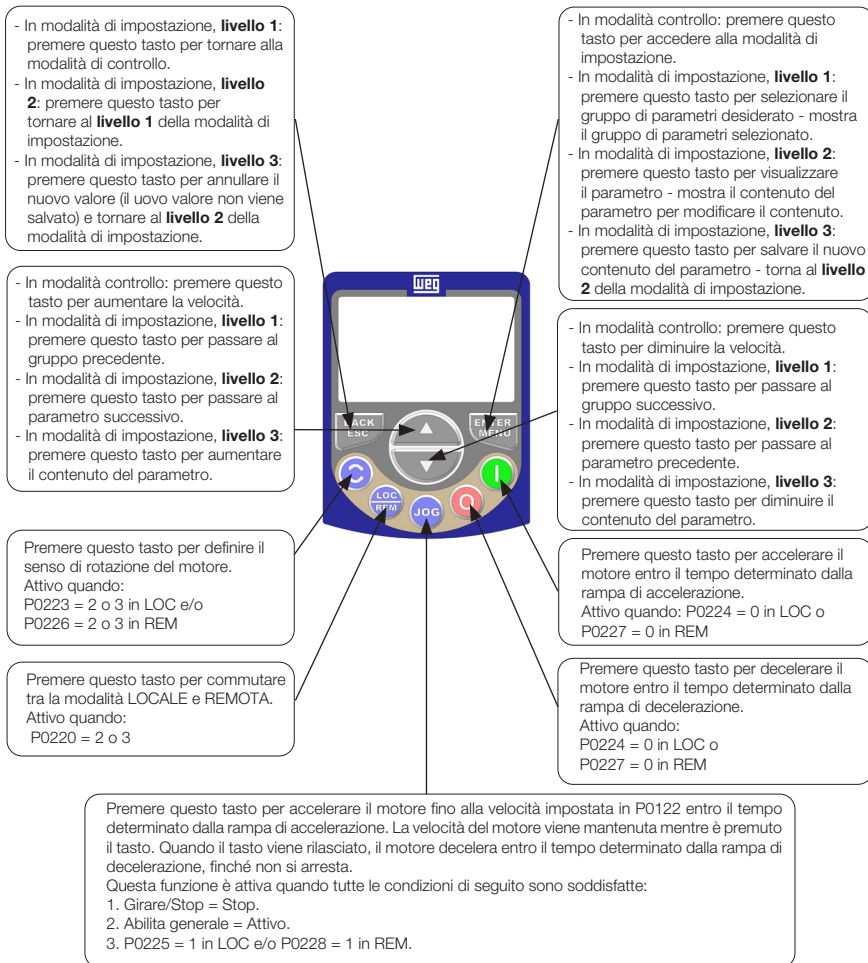 - In modalità di impostazione, livello 1:
premere questo tasto per tornare alla
modalità di controllo.
- In modalità di impostazione, livello
2: premere questo tasto per
tornare al livello 1 della modalità di
impostazione.
- In modalità di impostazione, livello 3:
premere questo tasto per annullare il
nuovo valore (il uovo valore non viene
salvato) e tornare al livello 2 della
modalità di impostazione.
- In modalità controllo: premere questo
tasto per accedere alla modalità di
impostazione.
- In modalità di impostazione, livello 1:
premere questo tasto per selezionare il
gruppo di parametri desiderato - mostra
il gruppo di parametri selezionato.
- In modalità di impostazione, livello 2:
premere questo tasto per visualizzare
il parametro - mostra il contenuto del
parametro per modificare il contenuto.
- In modalità di impostazione, livello 3:
premere questo tasto per salvare il nuovo
contenuto del parametro - torna al livello
2 della modalità di impostazione.
- In modalità controllo: premere questo
tasto per aumentare la velocità.
- In modalità di impostazione, livello 1:
premere questo tasto per passare al
gruppo precedente.
- In modalità di impostazione, livello 2:
premere questo tasto per passare al
parametro successivo.
- In modalità di impostazione, livello 3:
premere questo tasto per aumentare
il contenuto del parametro.
weg
BACK
ESC
ENTER
MENU
LOC
REM
JOG
- In modalità controllo: premere questo
tasto per diminuire la velocità.
- In modalità di impostazione, livello 1:
premere questo tasto per passare al
gruppo successivo.
- In modalità di impostazione, livello 2:
premere questo tasto per passare al
parametro precedente.
- In modalità di impostazione, livello 3:
premere questo tasto per diminuire il
contenuto del parametro.
Premere questo tasto per definire il
senso di rotazione del motore.
Attivo quando:
P0223 = 2 o 3 in LOC e/o
P0226 = 2 o 3 in REM
Premere questo tasto per accelerare il
motore entro il tempo determinato dalla
rampa di accelerazione.
Attivo quando: P0224 = 0 in LOC o
P0227 = 0 in REM
Premere questo tasto per commutare
tra la modalità LOCALE e REMOTA.
Attivo quando:
P0220 = 2 o 3
Premere questo tasto per decelerare il
motore entro il tempo determinato dalla
rampa di decelerazione.
Attivo quando:
P0224 = 0 in LOC o
P0227 = 0 in REM
Premere questo tasto per accelerare il motore fino alla velocità impostata in P0122 entro il tempo
determinato dalla rampa di accelerazione. La velocità del motore viene mantenuta mentre è premuto
il tasto. Quando il tasto viene rilasciato, il motore decelera entro il tempo determinato dalla rampa di
decelerazione, finché non si arresta.
Questa funzione è attiva quando tutte le condizioni di seguito sono soddisfatte:
1. Girare/Stop = Stop.
2. Abilita generale = Attivo.
3. P0225 = 1 in LOC e/o P0228 = 1 in REM.